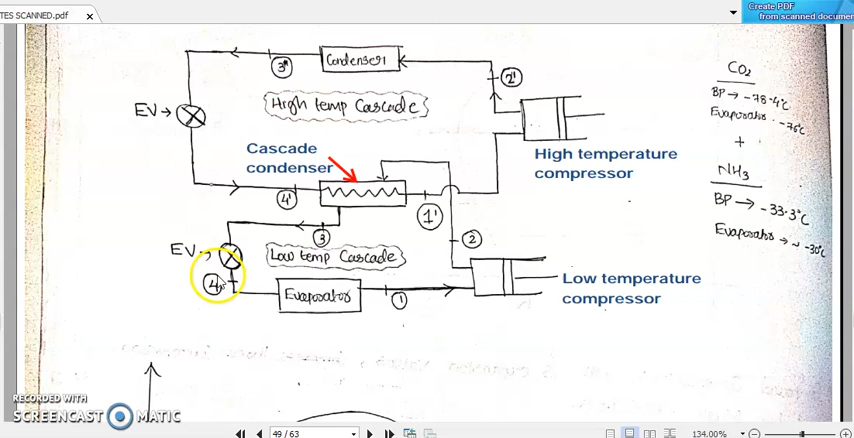 TES SCANNED.pdf
×
Create PDF
from scanned documen
3"
Condenser1
2'
EV
High temp Cascade
CO2
BP → -78.4°C
Evaporator - -75°C
+
NH3
BP → -33.3°C
Evaporator → -30°C
Cascade
condenser
High temperature
compressor
4'
1'
3
2
EV
Low temp Cascade
4
Evaporator
1
Low temperature
compressor
RECORDED WITH
SCREENCAST MATIC
49 / 63
134.00%